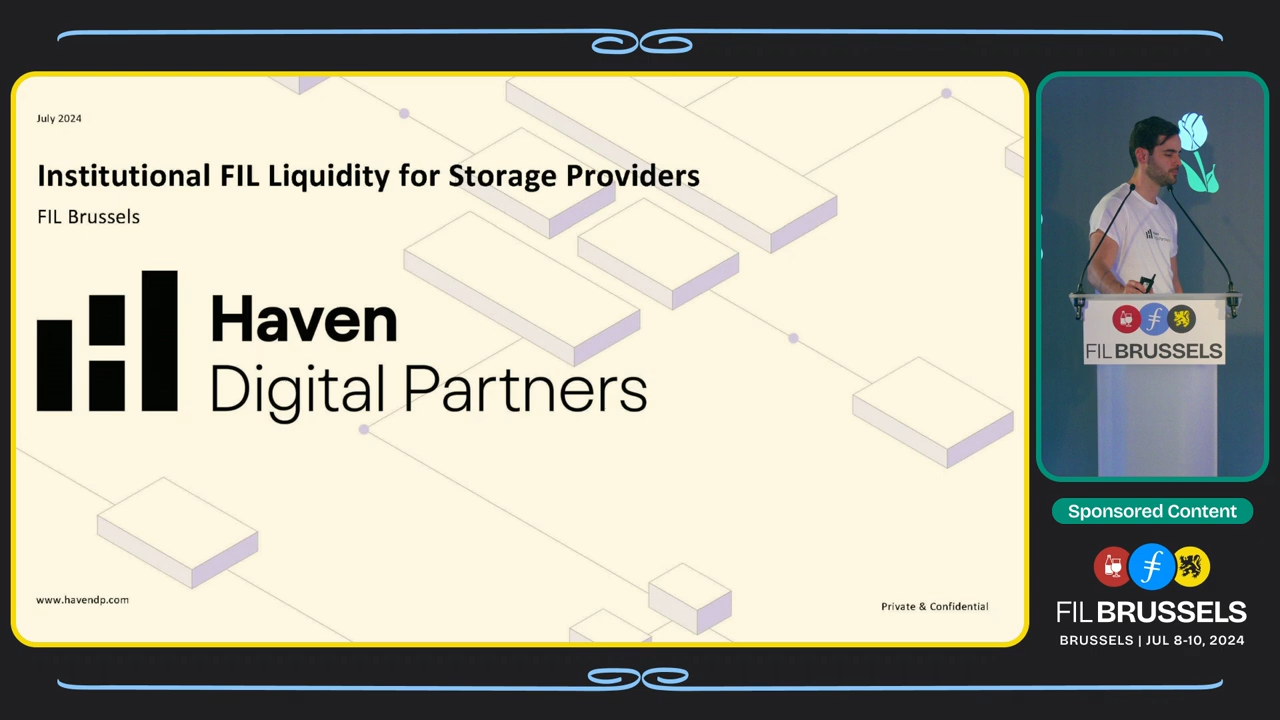 July 2024
Institutional FIL Liquidity for Storage Providers
FIL Brussels
Haven
Digital Partners
www.havendp.com
Private & Confidential
FIL BRUSSELS
Sponsored Content
FIL BRUSSELS
BRUSSELS | JUL 8-10, 2024